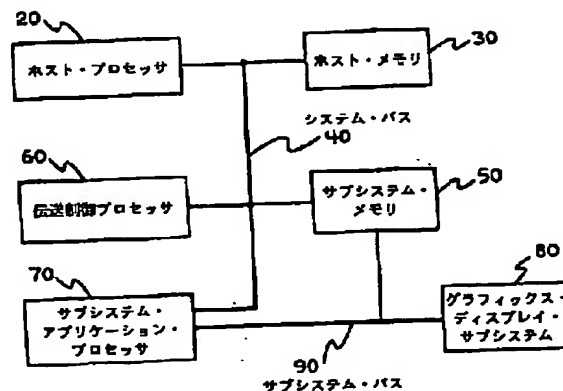 20
ホスト・プロセッサ
30
ホスト・メモリ
システム・バス
40
60
伝送制御プロセッサ
50
サブシステム・
メモリ
70
サブシステム・
アプリケーション・
プロセッサ
80
グラフィックス・
ディスプレイ・
サブシステム
90
サブシステム・バス